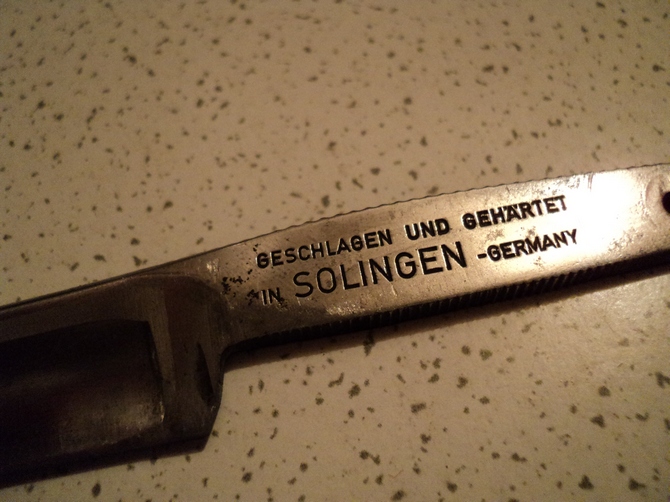 GESCHLAGEN UND GEHÄRTET
IN SOLINGEN -GERMANY